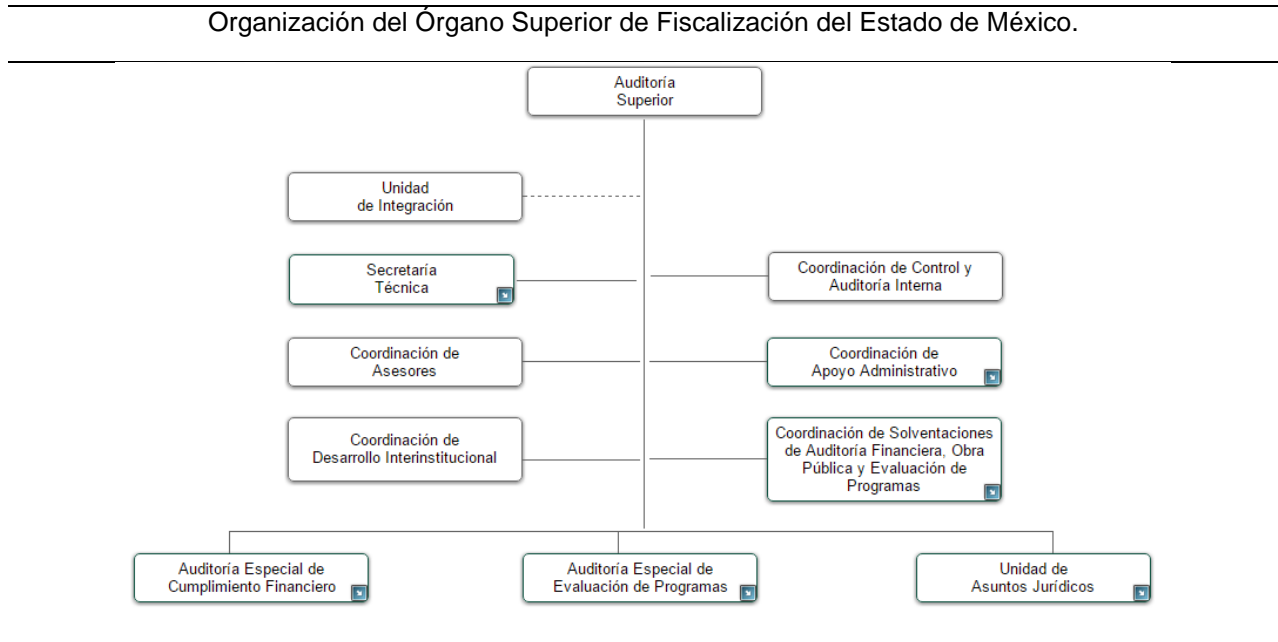 Organización del Órgano Superior de Fiscalización del Estado de México.
Auditoría
Superior
Unidad
de Integración
Secretaría
Técnica
Coordinación de Control y
Auditoría Interna
Coordinación de
Asesores
Coordinación de
Apoyo Administrativo
Coordinación de
Desarrollo Interinstitucional
Coordinación de Solventaciones
de Auditoría Financiera, Obra
Pública y Evaluación de
Programas
Auditoría Especial de
Cumplimiento Financiero
Auditoría Especial de
Evaluación de Programas
Unidad de
Asuntos Jurídicos